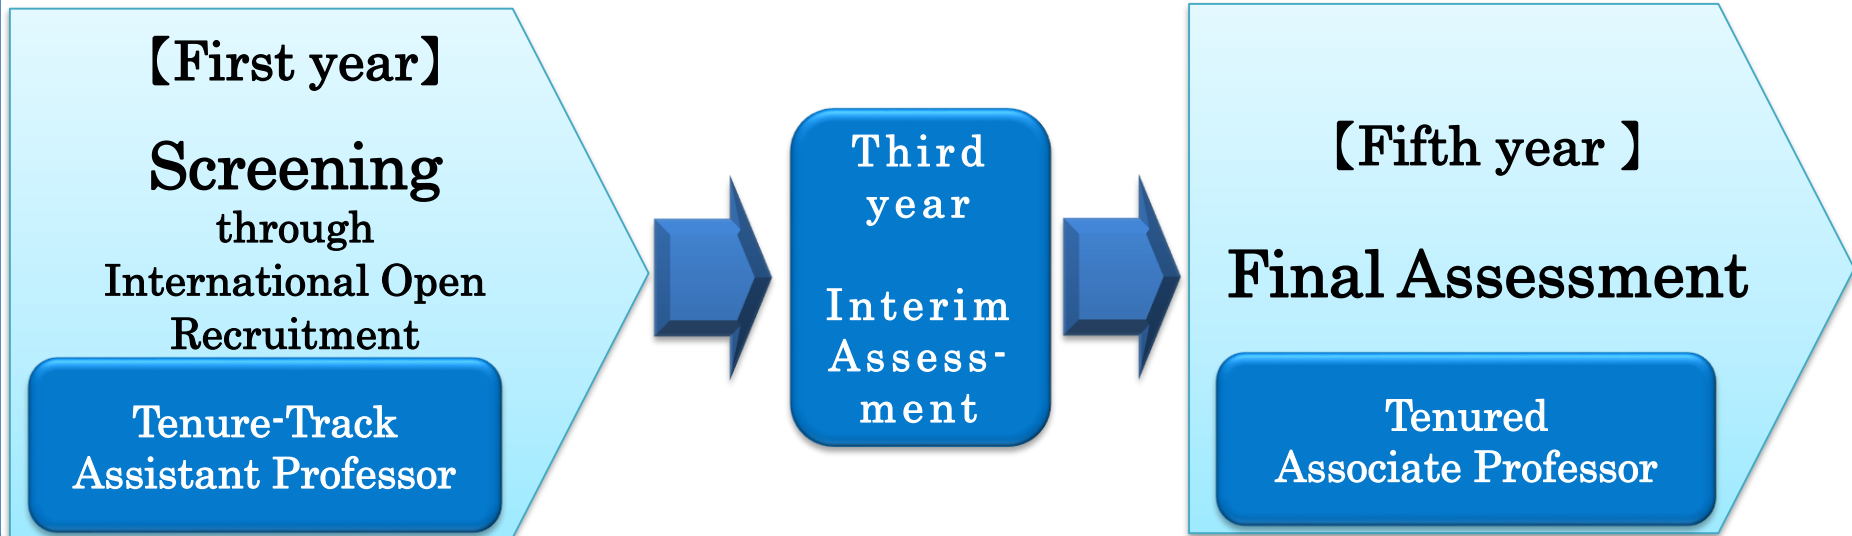 【First year】
Screening
through
International Open
Recruitment
Tenure-Track
Assistant Professor
Third
year
Interim
Assess-
ment
【Fifth year 】
Final Assessment
Tenured
Associate Professor